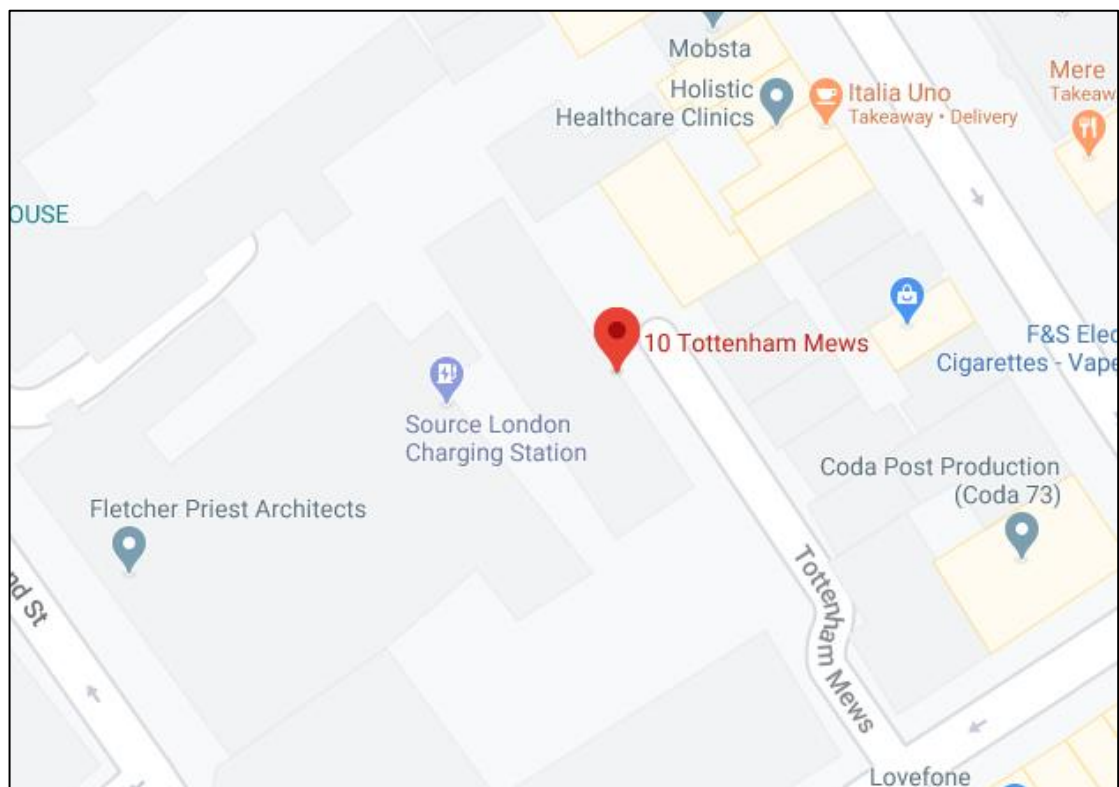 Mobsta
Holistic
Healthcare Clinics
Italia Uno
Takeaway • Delivery
Mere
Takeaw
OUSE
10 Tottenham Mews
F&S Elec
Cigarettes - Vape
Source London
Charging Station
Coda Post Production
(Coda 73)
Fletcher Priest Architects
Tottenham Mews
nd St
Lovefone